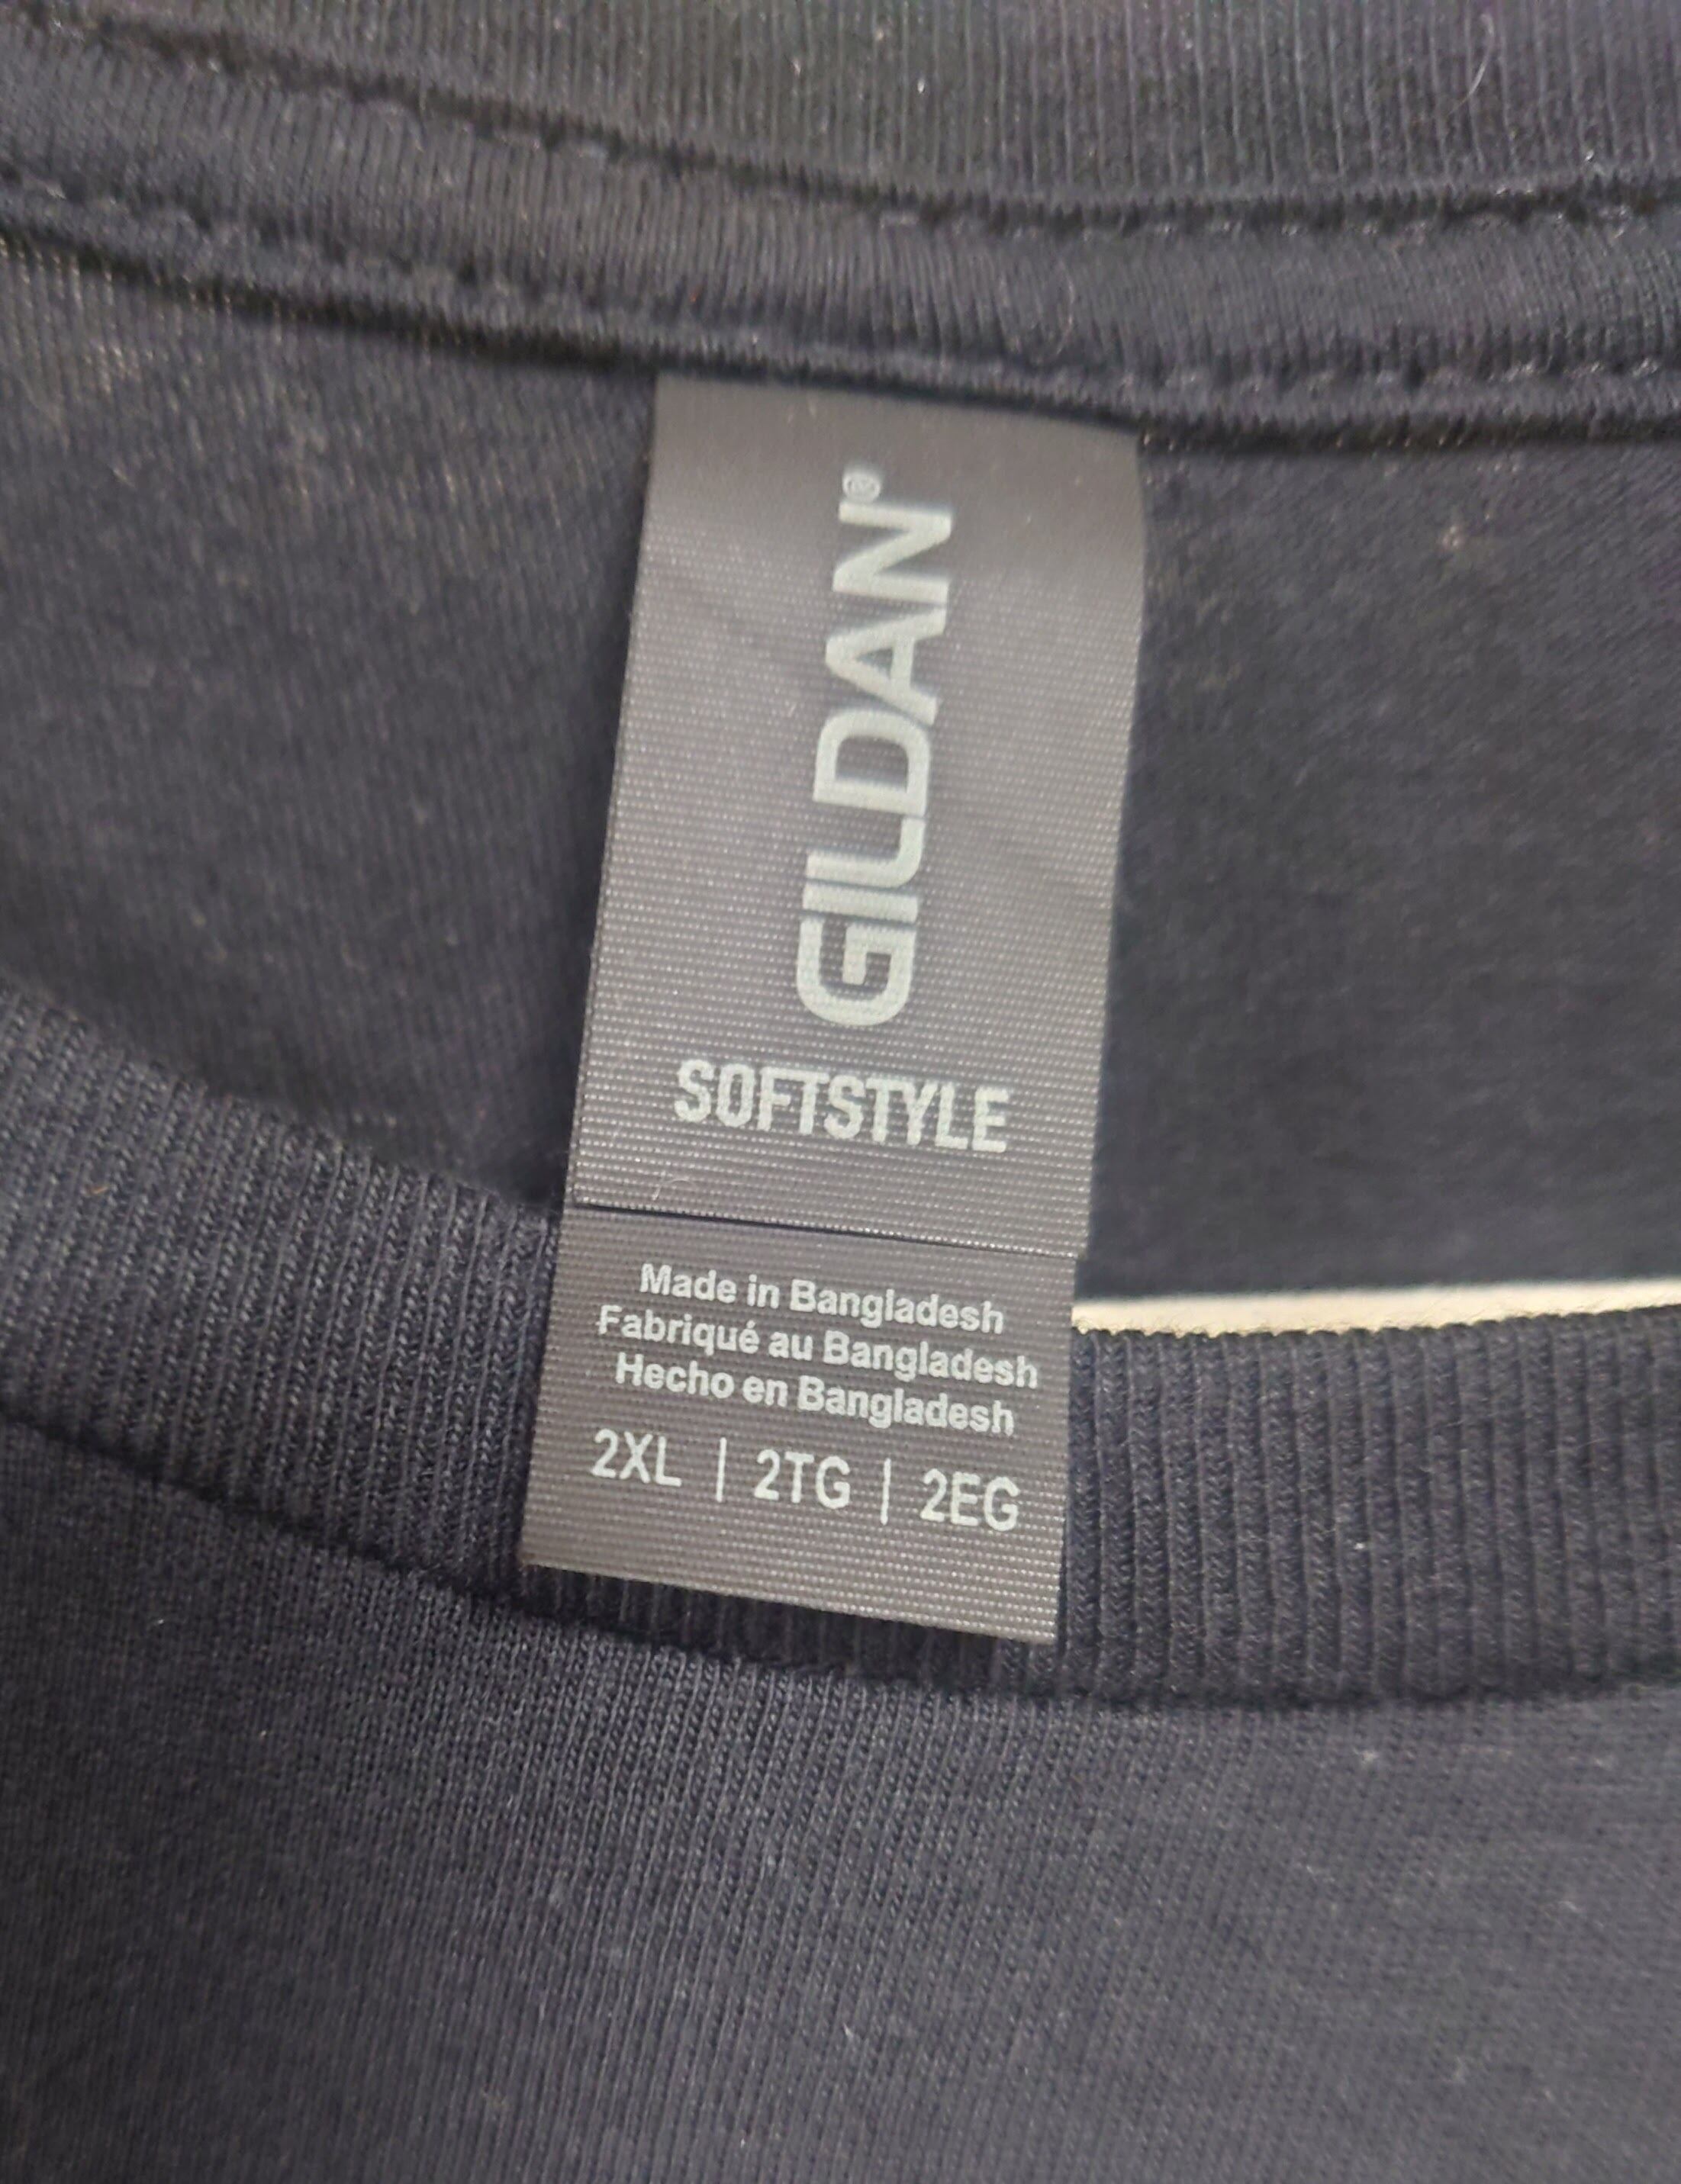 GILDAN®
SOFTSTYLE
Made in Bangladesh
Fabriqué au Bangladesh
Hecho en Bangladesh
2XL | 2TG | 2EG